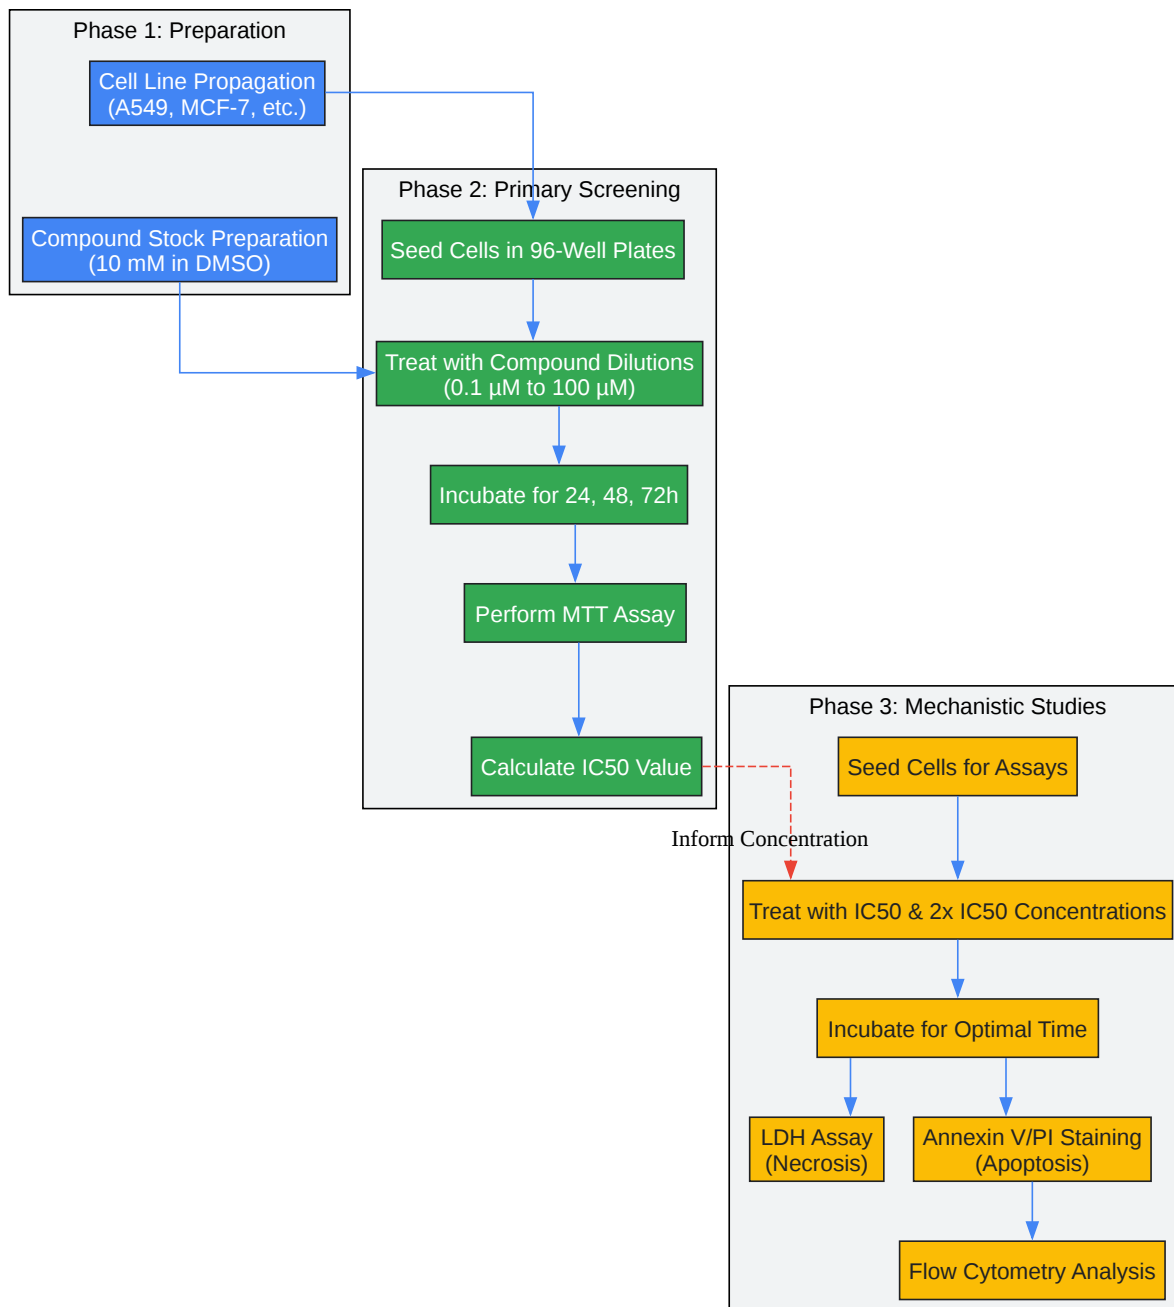 Phase 1: Preparation
Cell Line Propagation
(A549, MCF-7, etc.)
Compound Stock Preparation
(10 mM in DMSO)
Phase 2: Primary Screening
Seed Cells in 96-Well Plates
Treat with Compound Dilutions
(0.1 µM to 100 µM)
Incubate for 24, 48, 72h
Perform MTT Assay
Calculate IC50 Value
Inform Concentration
Phase 3: Mechanistic Studies
Seed Cells for Assays
Treat with IC50 & 2x IC50 Concentrations
Incubate for Optimal Time
LDH Assay
(Necrosis)
Annexin V/PI Staining
(Apoptosis)
Flow Cytometry Analysis